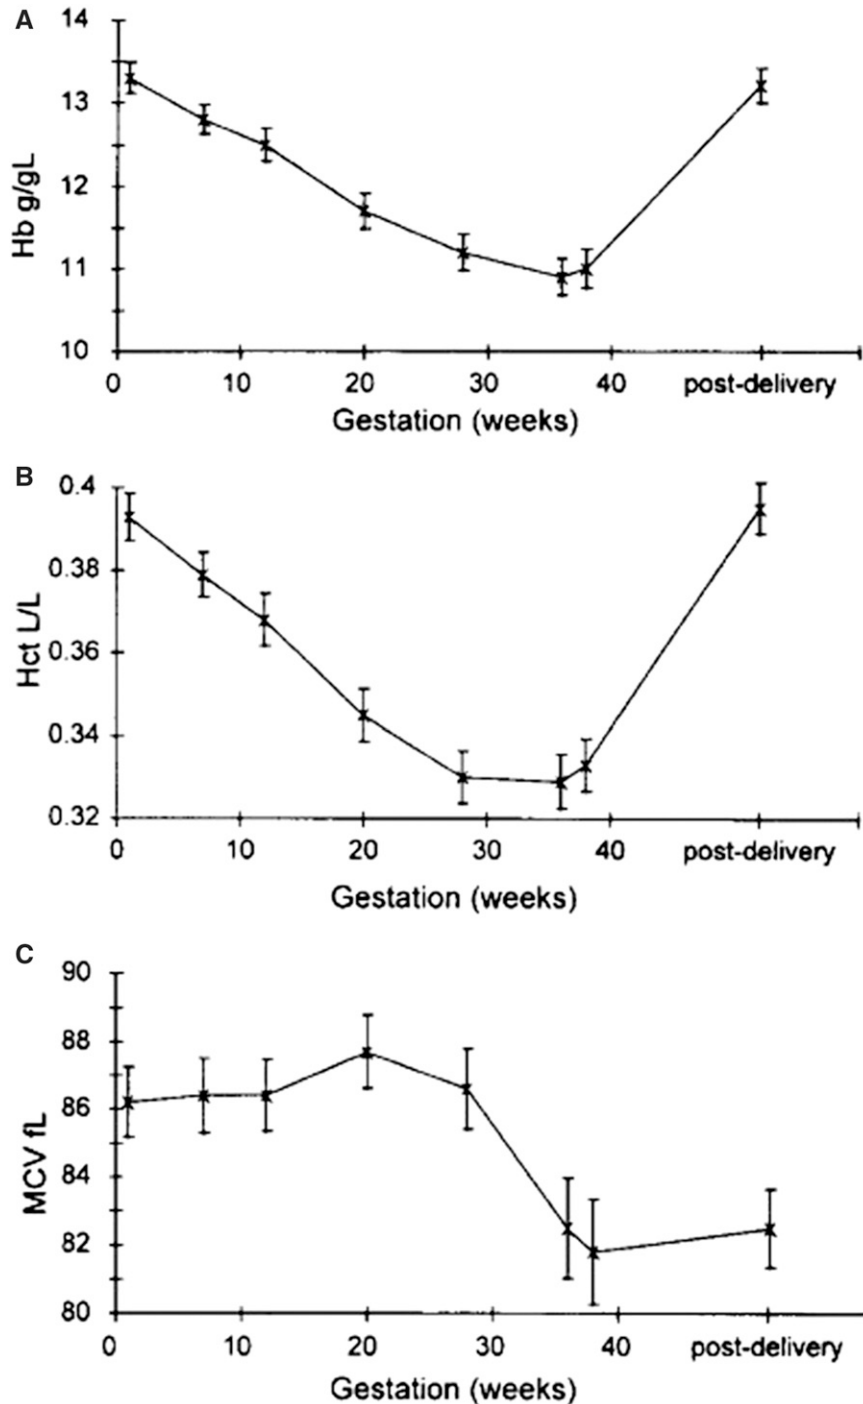 A
14
13
12
11
10
Hb g/gL
0 10 20 30 40 post-delivery
Gestation (weeks)
B
0.4
0.38
0.36
0.34
0.32
Hct L/L
0 10 20 30 40 post-delivery
Gestation (weeks)
C
90
88
86
84
82
80
MCV fL
0 10 20 30 40 post-delivery
Gestation (weeks)